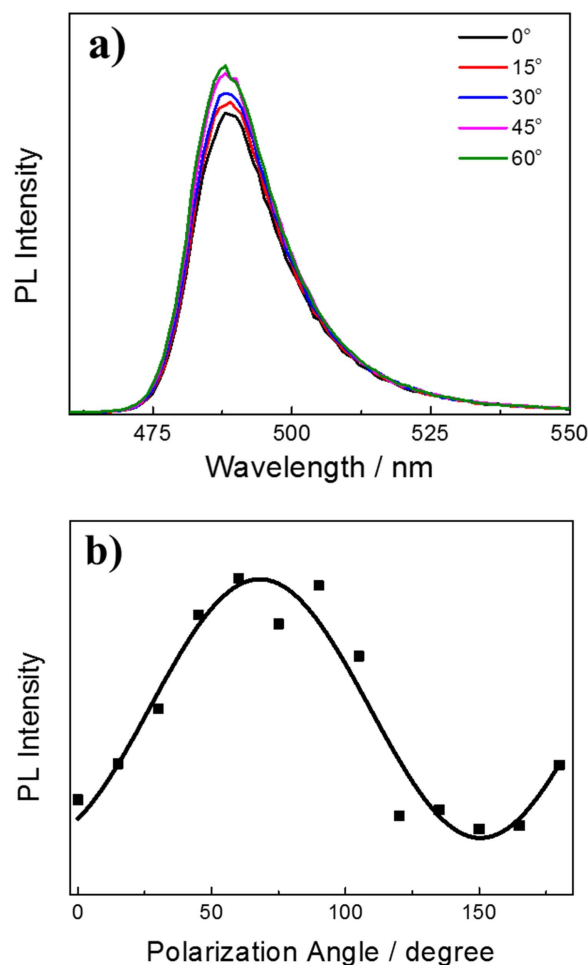 a)
0°
15°
30°
45°
60°
PL Intensity
475 500 525 550
Wavelength / nm
b)
PL Intensity
0 50 100 150
Polarization Angle / degree